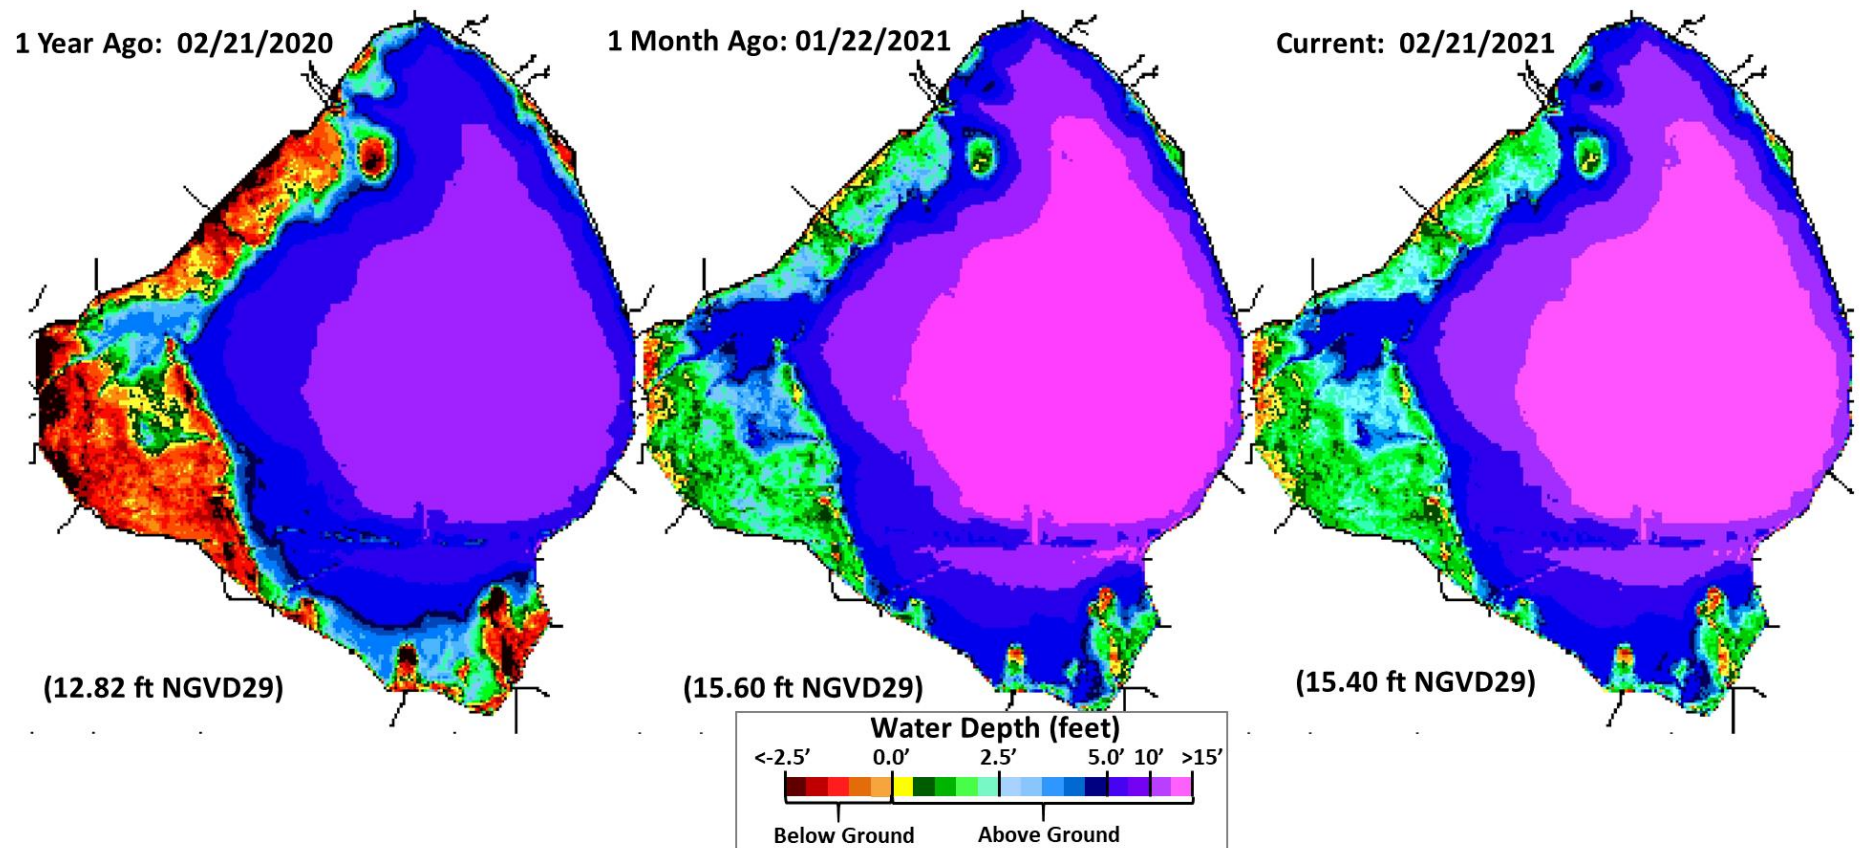 1 Year Ago: 02/21/2020
1 Month Ago: 01/22/2021
Current: 02/21/2021
(12.82 ft NGVD29)
(15.60 ft NGVD29)
(15.40 ft NGVD29)
Water Depth (feet)
<-2.5’ 0.0’ 2.5’ 5.0’ 10’ >15’
Below Ground Above Ground